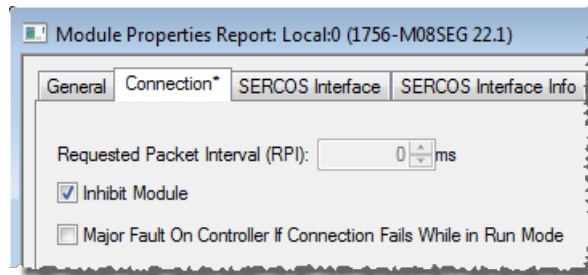 Module Properties Report: Local:0 (1756-M08SEG 22.1)
General Connection* SERCOS Interface SERCOS Interface Info
Requested Packet Interval (RPI): 0 ms
Inhibit Module
Major Fault On Controller If Connection Fails While in Run Mode